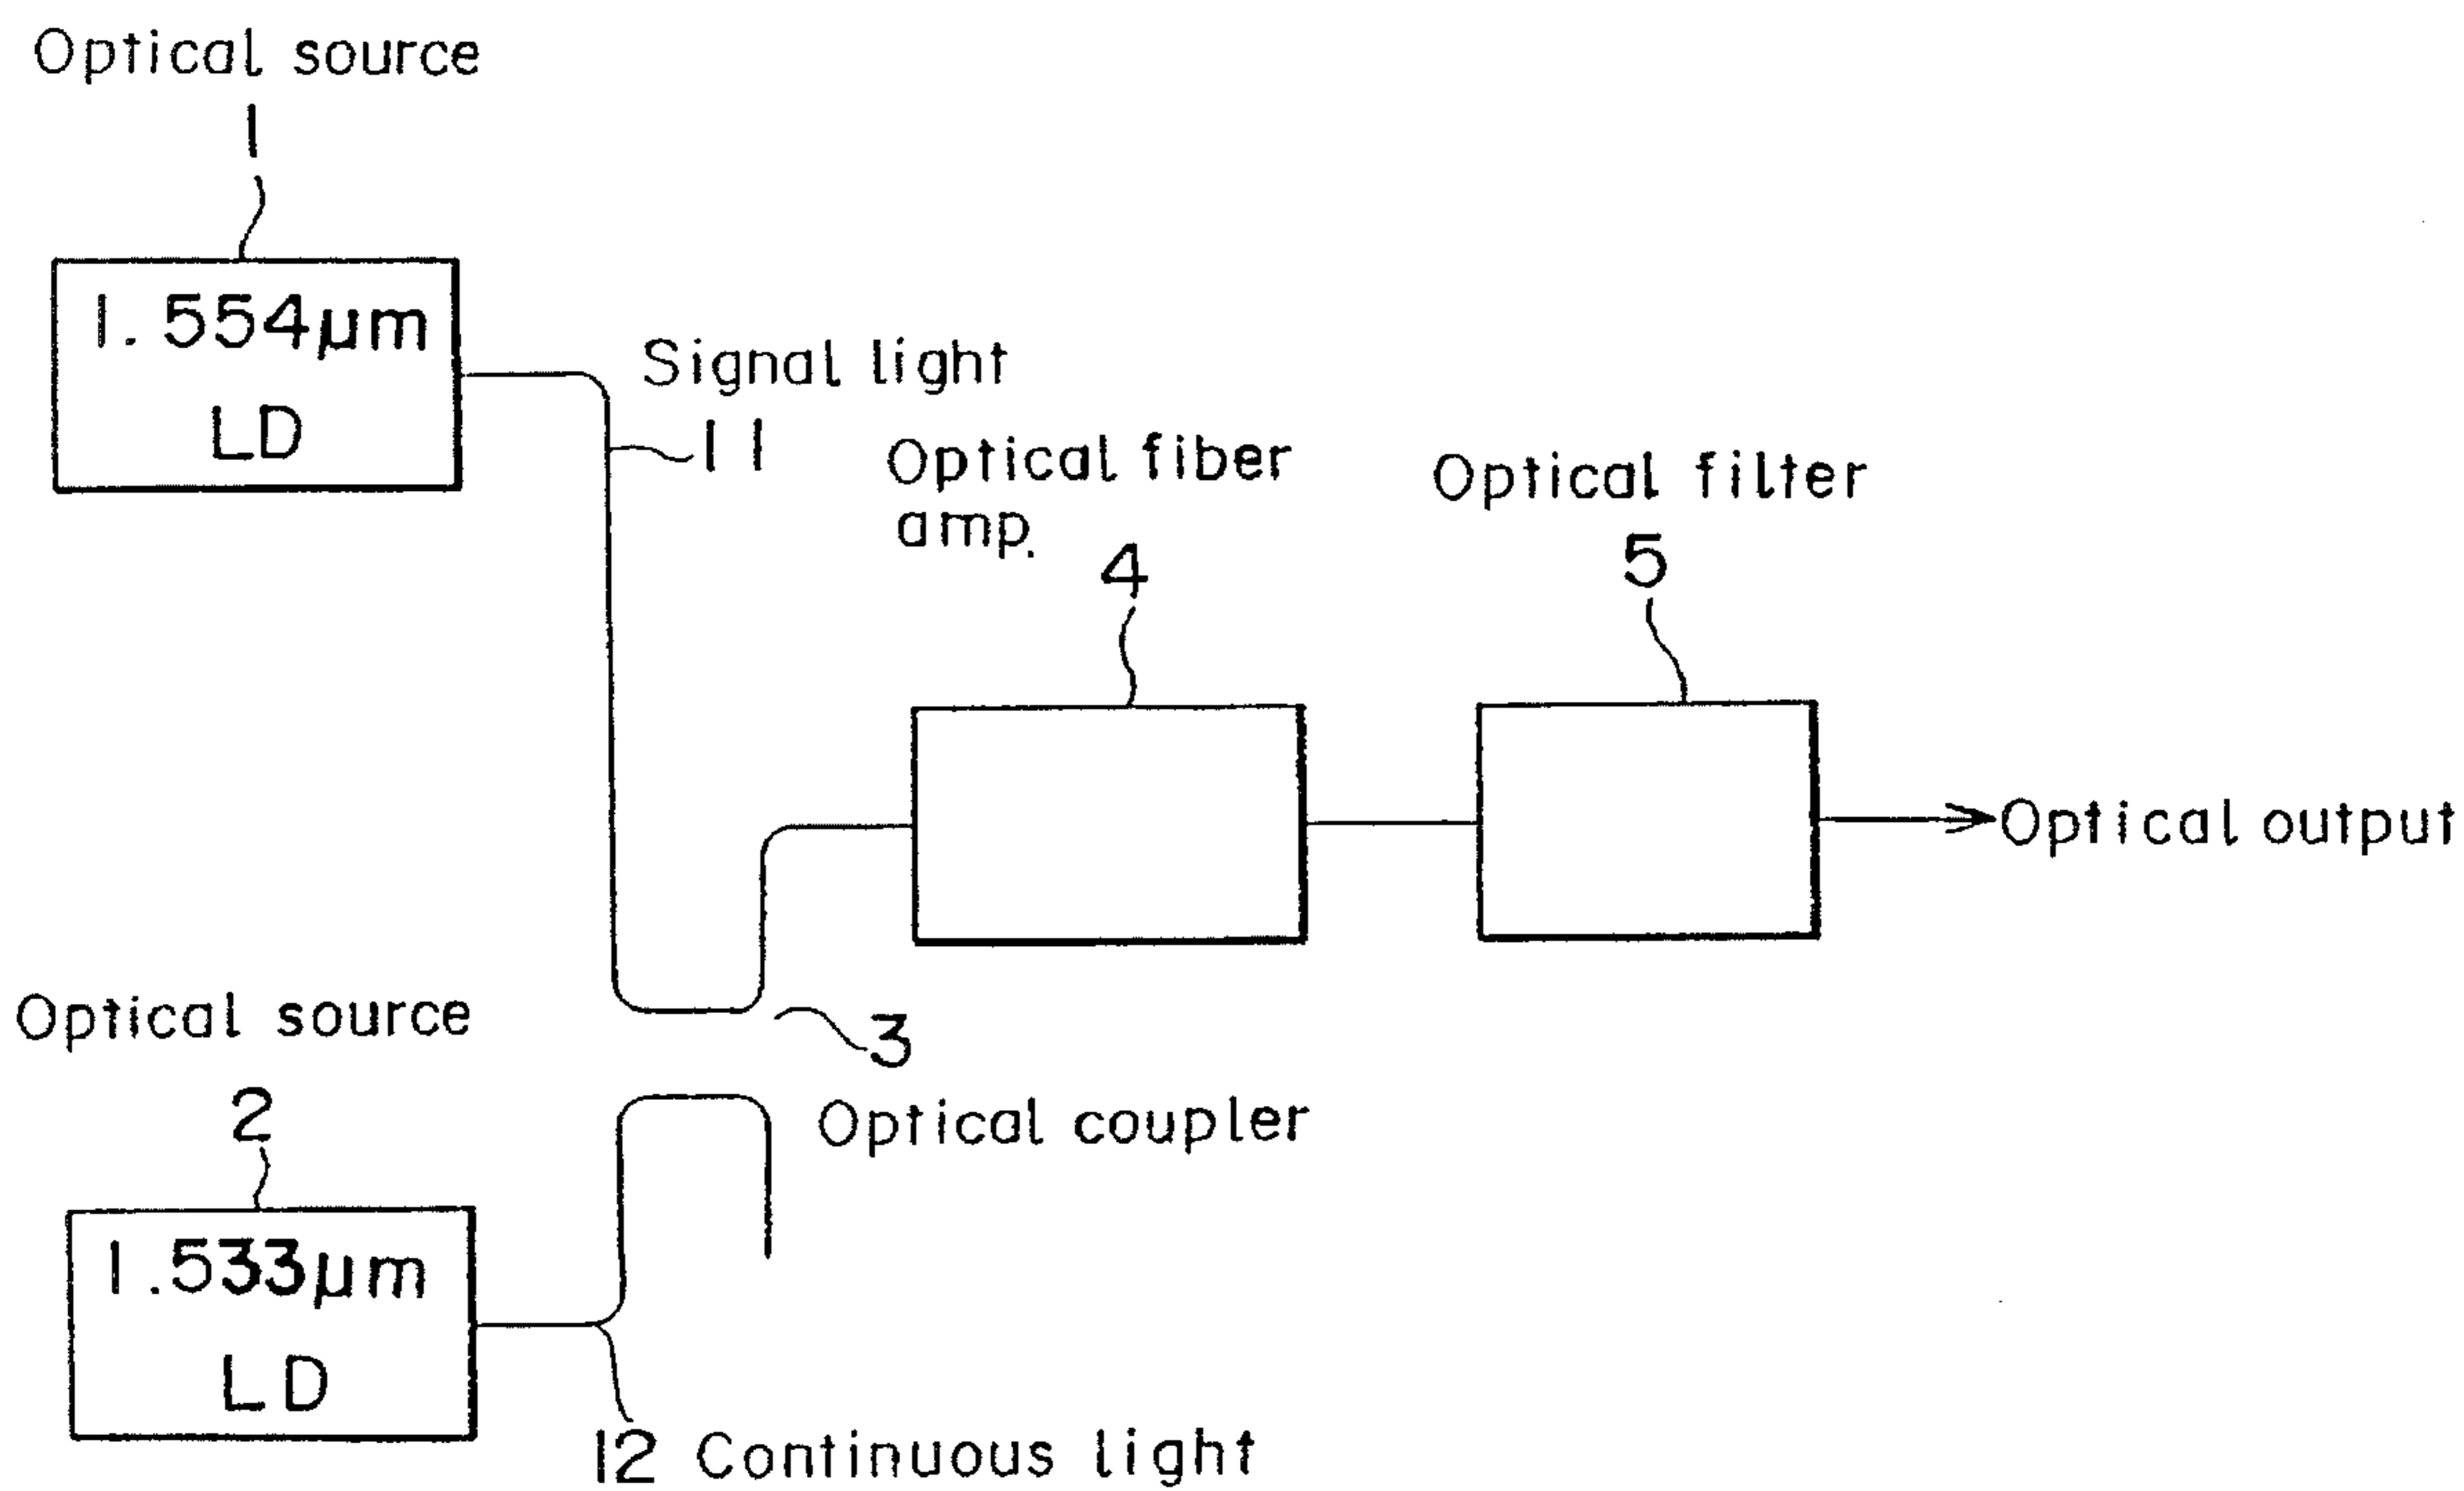 Optical source
1
1.554μm
LD
Signal light
11
Optical fiber
amp.
4
Optical filter
5
Optical output
3
Optical coupler
Optical source
2
1.533μm
LD
12 Continuous light